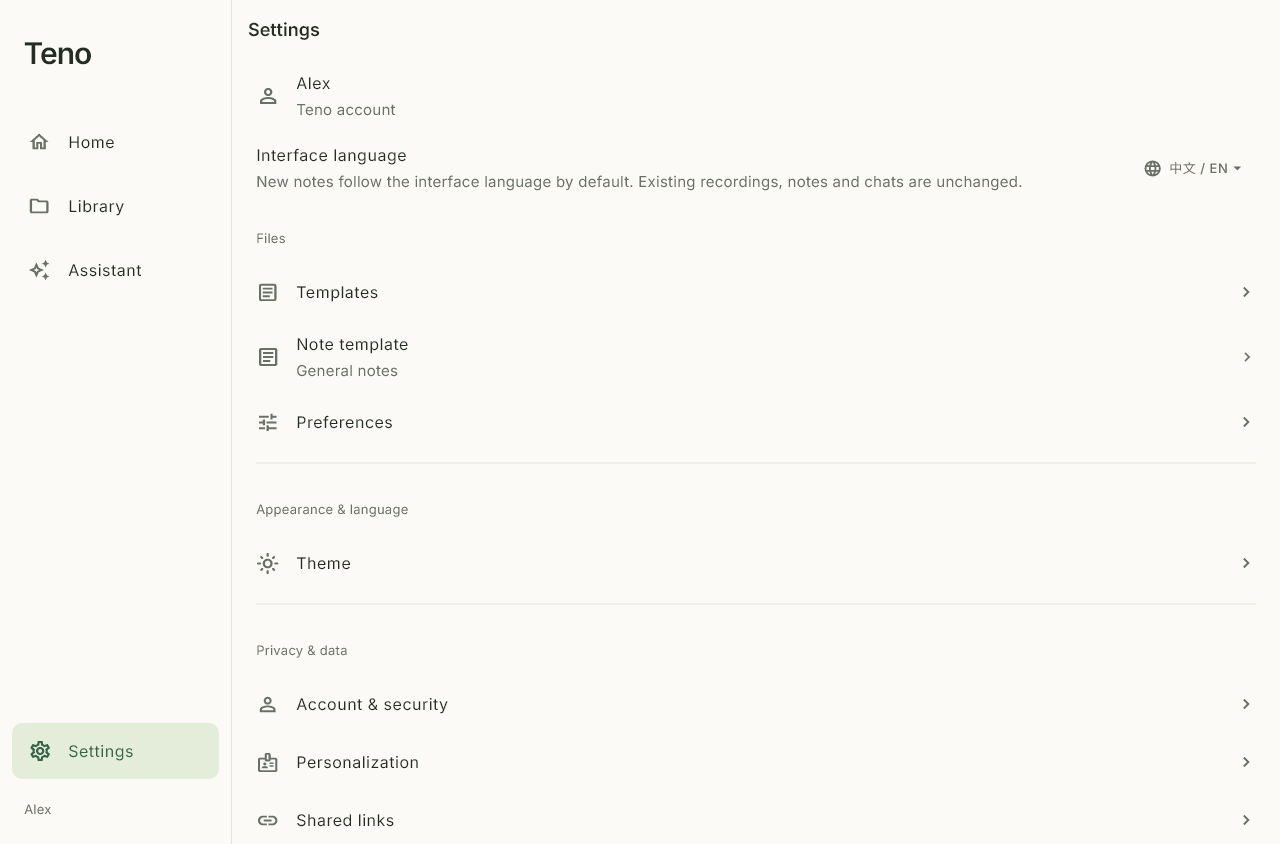 Teno
Home
Library
Assistant
Settings
Alex
Settings
Alex
Teno account
Interface language
New notes follow the interface language by default. Existing recordings, notes and chats are unchanged.
中文 / EN
Files
Templates
Note template
General notes
Preferences
Appearance & language
Theme
Privacy & data
Account & security
Personalization
Shared links